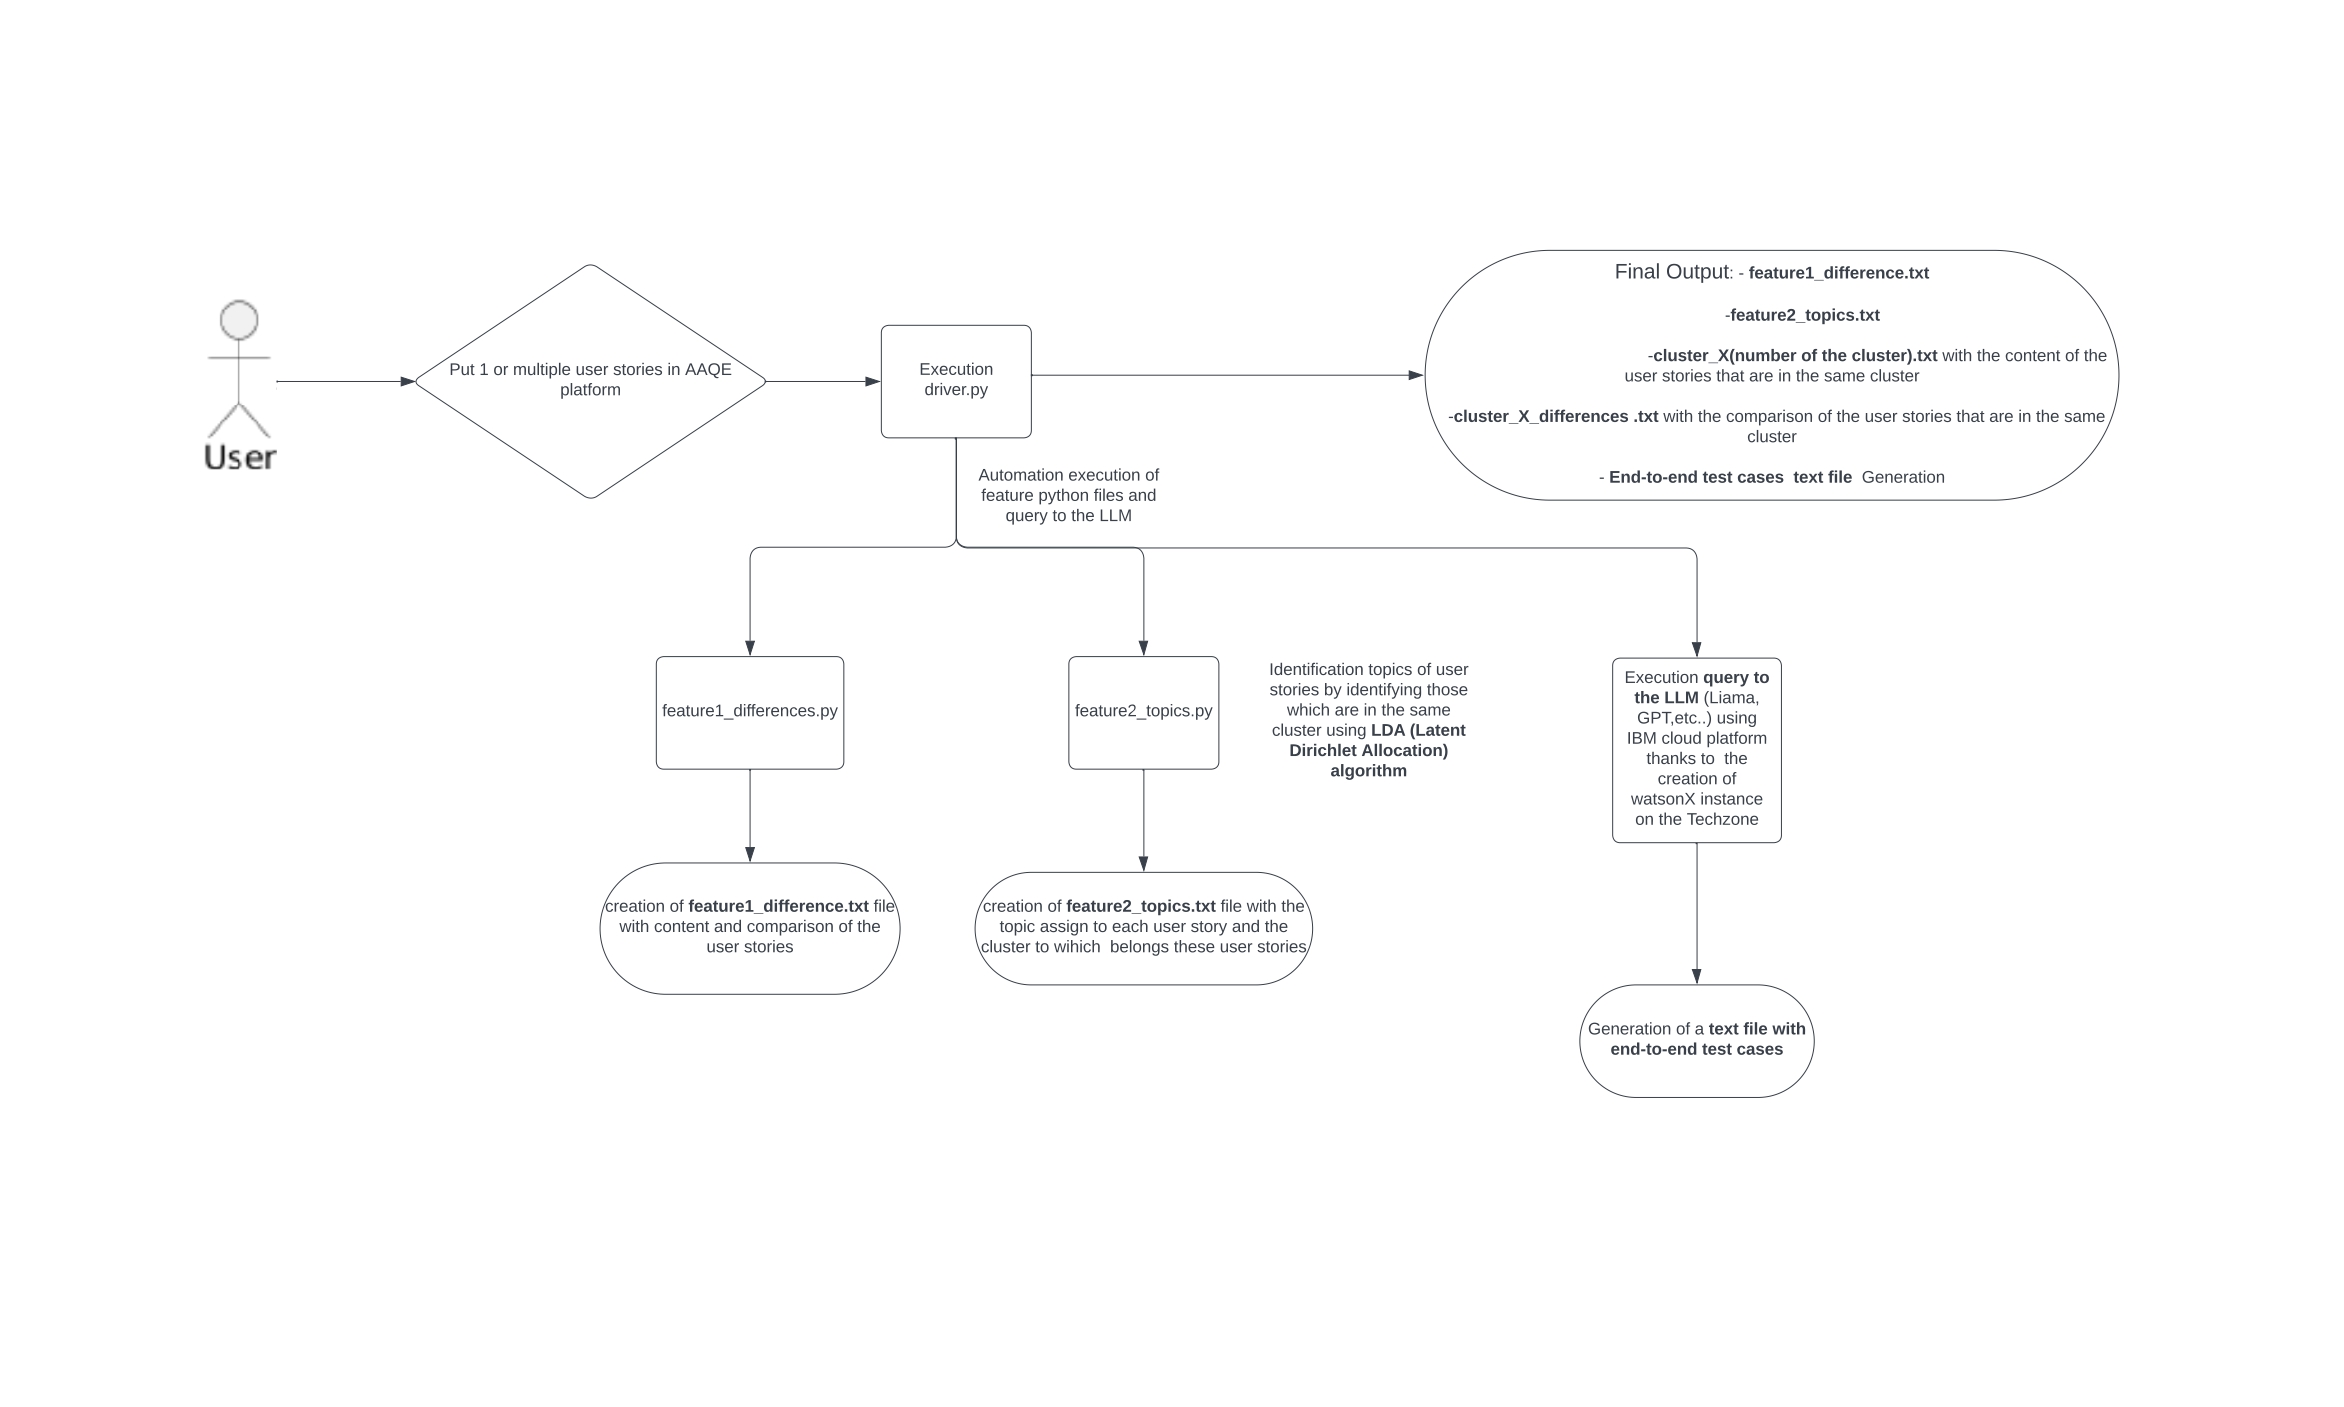 User
Put 1 or multiple user stories in AAQE
platform
Execution
driver.py
Final Output: - feature1_difference.txt
-feature2_topics.txt
-cluster_X(number of the cluster).txt with the content of the
user stories that are in the same cluster
-cluster_X_differences .txt with the comparison of the user stories that are in the same
cluster
- End-to-end test cases  text file  Generation
Automation execution of
feature python files and
query to the LLM
feature1_differences.py
feature2_topics.py
Identification topics of user
stories by identifying those
which are in the same
cluster using LDA (Latent
Dirichlet Allocation)
algorithm
Execution query to
the LLM (Liama,
GPT,etc..) using
IBM cloud platform
thanks to  the
creation of
watsonX instance
on the Techzone
creation of feature1_difference.txt file
with content and comparison of the
user stories
creation of feature2_topics.txt file with the
topic assign to each user story and the
cluster to wihich  belongs these user stories
Generation of a text file with
end-to-end test cases